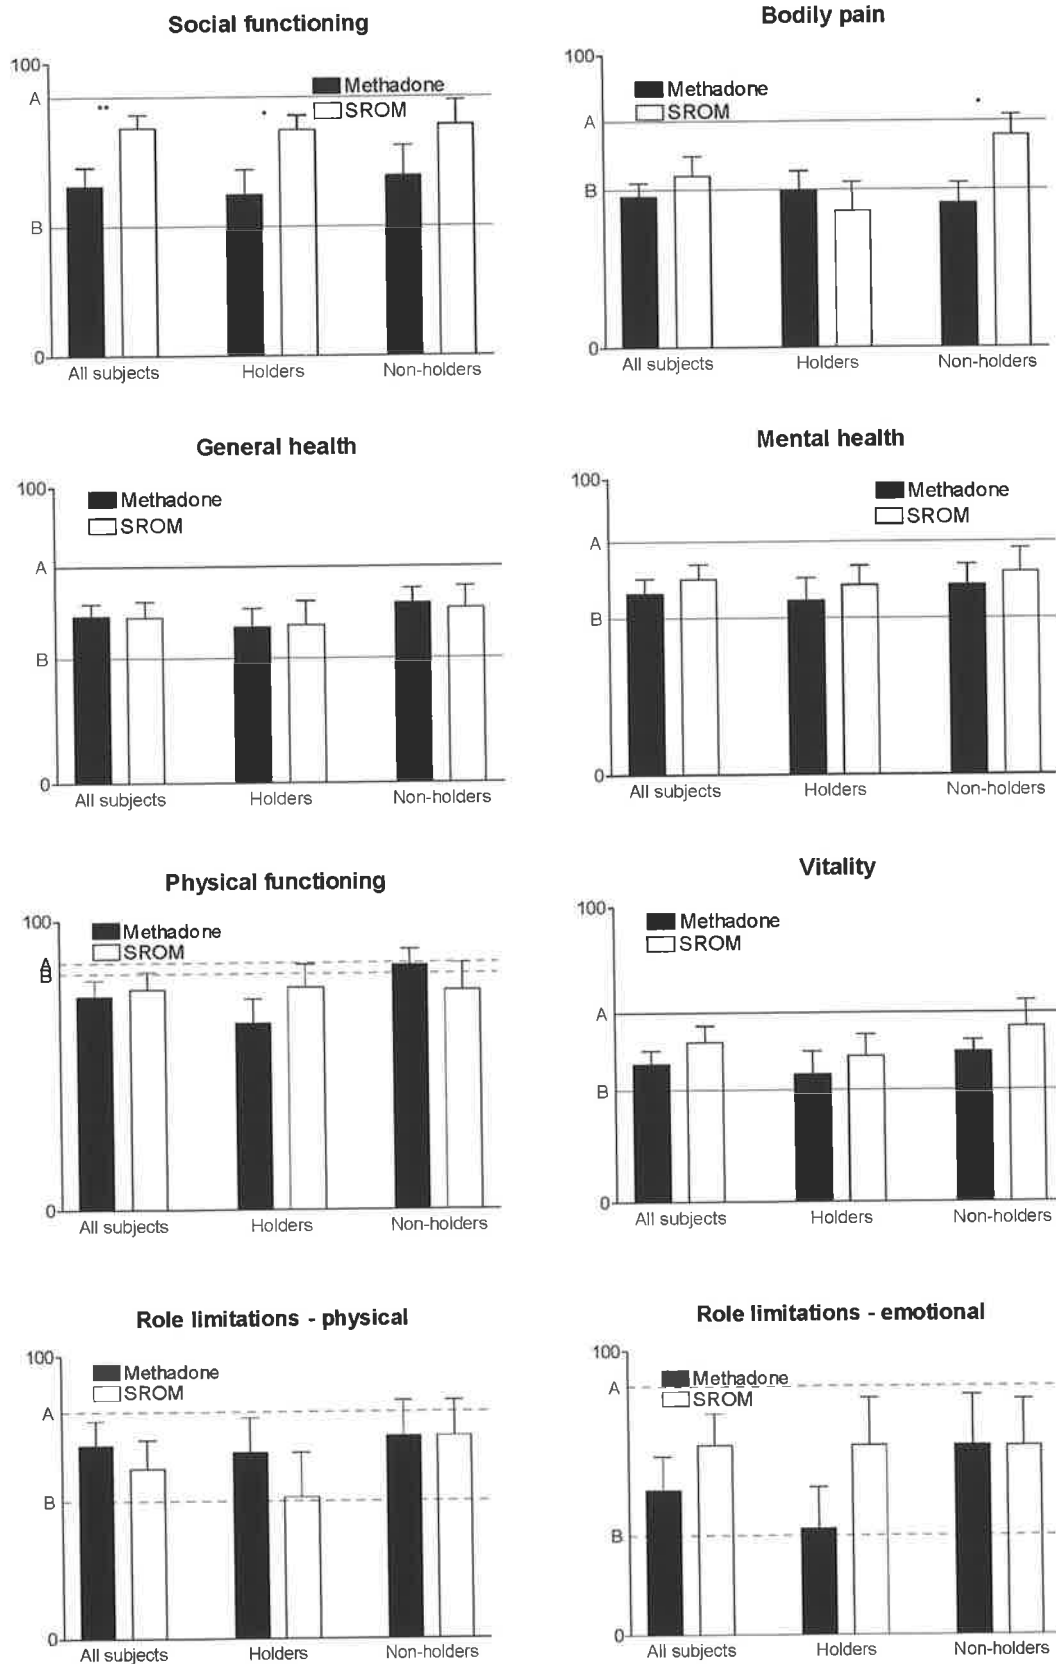 Social functioning
100
Methadone
SROM
A
**
*
B
0
All subjects Holders Non-holders
Bodily pain
100
Methadone
SROM
A
*
B
0
All subjects Holders Non-holders
General health
100
Methadone
SROM
A
B
0
All subjects Holders Non-holders
Mental health
100
Methadone
SROM
A
B
0
All subjects Holders Non-holders
Physical functioning
100
Methadone
SROM
A
B
0
All subjects Holders Non-holders
Vitality
100
Methadone
SROM
A
B
0
All subjects Holders Non-holders
Role limitations - physical
100
Methadone
SROM
A
B
0
All subjects Holders Non-holders
Role limitations - emotional
100
Methadone
SROM
A
B
0
All subjects Holders Non-holders